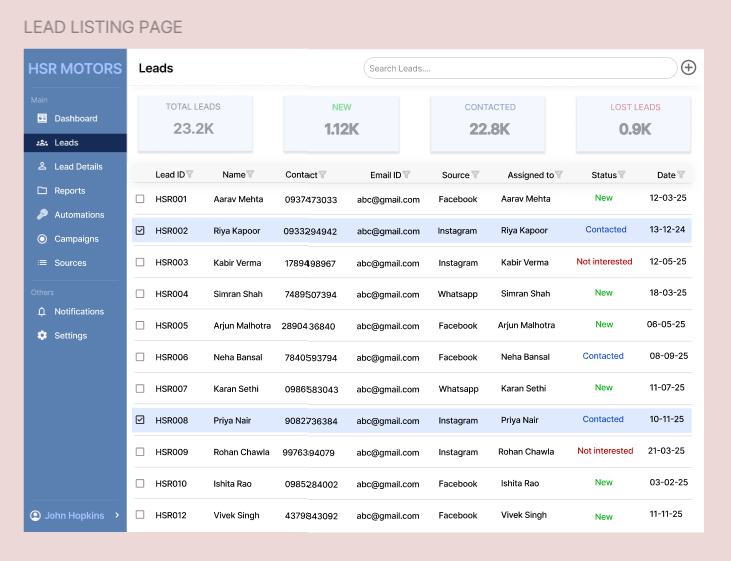 LEAD LISTING PAGE
HSR MOTORS
Main
Dashboard
Leads
Lead Details
Reports
Automations
Campaigns
Sources
Others
Notifications
Settings
John Hopkins
Leads
Search Leads....
TOTAL LEADS
23.2K
NEW
1.12K
CONTACTED
22.8K
LOST LEADS
0.9K
Lead ID Name Contact Email ID Source Assigned to Status Date
HSR001 Aarav Mehta 0937473033 abc@gmail.com Facebook Aarav Mehta New 12-03-25
HSR002 Riya Kapoor 0933294942 abc@gmail.com Instagram Riya Kapoor Contacted 13-12-24
HSR003 Kabir Verma 1789498967 abc@gmail.com Instagram Kabir Verma Not interested 12-05-25
HSR004 Simran Shah 7489507394 abc@gmail.com Whatsapp Simran Shah New 18-03-25
HSR005 Arjun Malhotra 2890436840 abc@gmail.com Facebook Arjun Malhotra New 06-05-25
HSR006 Neha Bansal 7840593794 abc@gmail.com Facebook Neha Bansal Contacted 08-09-25
HSR007 Karan Sethi 0986583043 abc@gmail.com Whatsapp Karan Sethi New 11-07-25
HSR008 Priya Nair 9082736384 abc@gmail.com Instagram Priya Nair Contacted 10-11-25
HSR009 Rohan Chawla 9976394079 abc@gmail.com Instagram Rohan Chawla Not interested 21-03-25
HSR010 Ishita Rao 0985284002 abc@gmail.com Facebook Ishita Rao New 03-02-25
HSR012 Vivek Singh 4379843092 abc@gmail.com Facebook Vivek Singh New 11-11-25